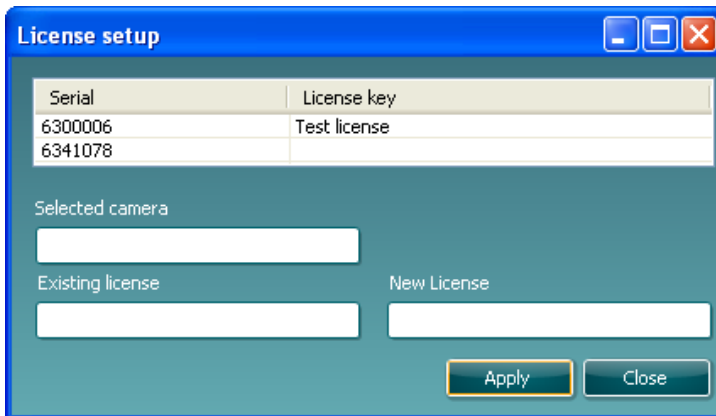 License setup
Serial License key
6300006 Test license
6341078
Selected camera
Existing license New License
Apply Close